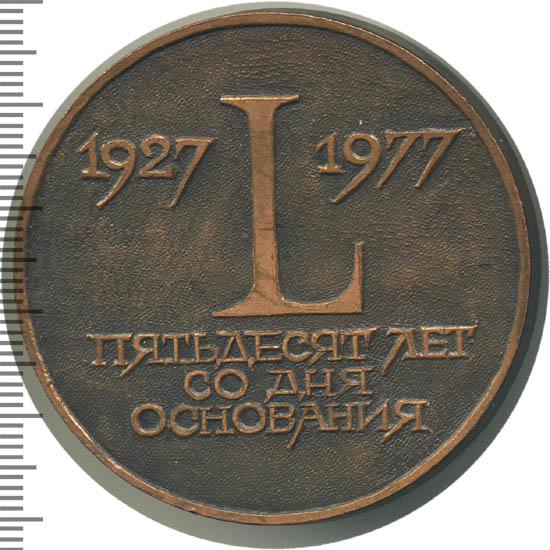 1927 L 1977
ПЯТЬДЕСЯТ ЛЕТ
СО ДНЯ
ОСНОВАНИЯ